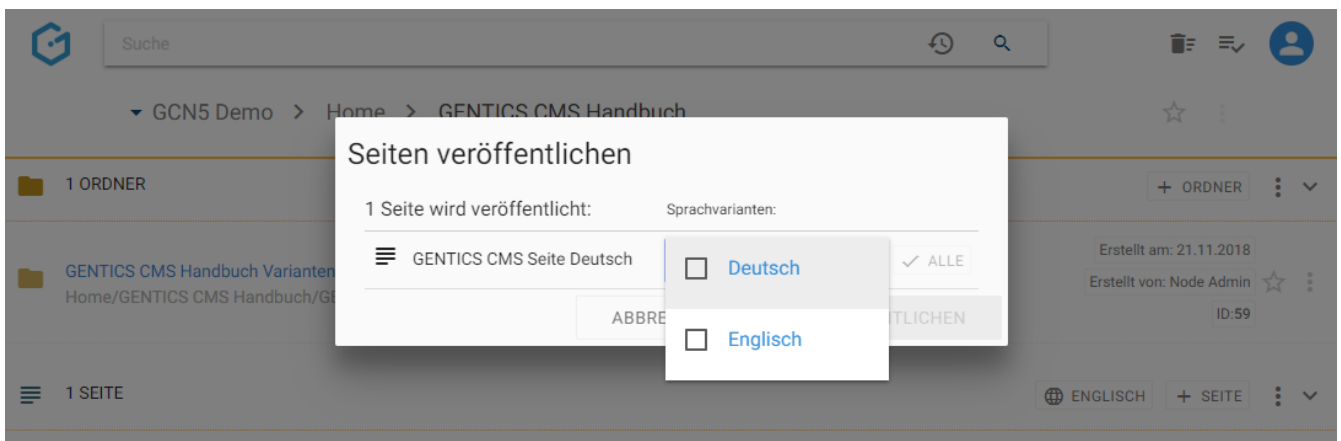 Suche
GCN5 Demo > Home > GENTICS CMS Handbuch
Seiten veröffentlichen
1 ORDNER
+ ORDNER
1 Seite wird veröffentlicht: Sprachvarianten:
GENTICS CMS Seite Deutsch
Deutsch
ALLE
Erstellt am: 21.11.2018
GENTICS CMS Handbuch Varianten
Erstellt von: Node Admin
Home/GENTICS CMS Handbuch/GE
ID:59
ABBRE
TLICHEN
Englisch
1 SEITE
ENGLISCH
+ SEITE